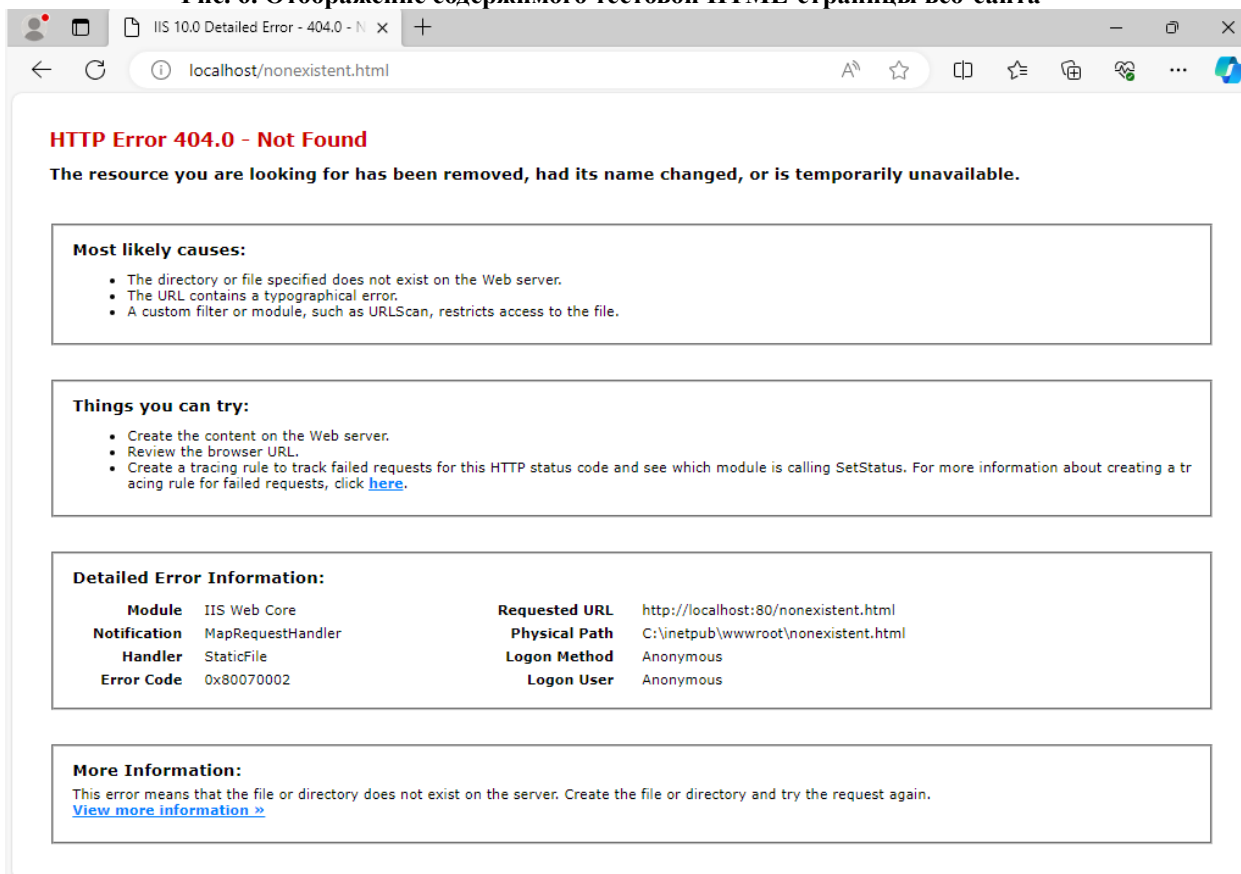 Рис. 6. Отображение содержимого тестовой HTML-страницы веб-сайта
IIS 10.0 Detailed Error - 404.0 - N
localhost/nonexistent.html
HTTP Error 404.0 - Not Found
The resource you are looking for has been removed, had its name changed, or is temporarily unavailable.
Most likely causes:
• The directory or file specified does not exist on the Web server.
• The URL contains a typographical error.
• A custom filter or module, such as URLScan, restricts access to the file.
Things you can try:
• Create the content on the Web server.
• Review the browser URL.
• Create a tracing rule to track failed requests for this HTTP status code and see which module is calling SetStatus. For more information about creating a tr
acing rule for failed requests, click here.
Detailed Error Information:
Module IIS Web Core Requested URL http://localhost:80/nonexistent.html
Notification MapRequestHandler Physical Path C:\inetpub\wwwroot\nonexistent.html
Handler StaticFile Logon Method Anonymous
Error Code 0x80070002 Logon User Anonymous
More Information:
This error means that the file or directory does not exist on the server. Create the file or directory and try the request again.
View more information »